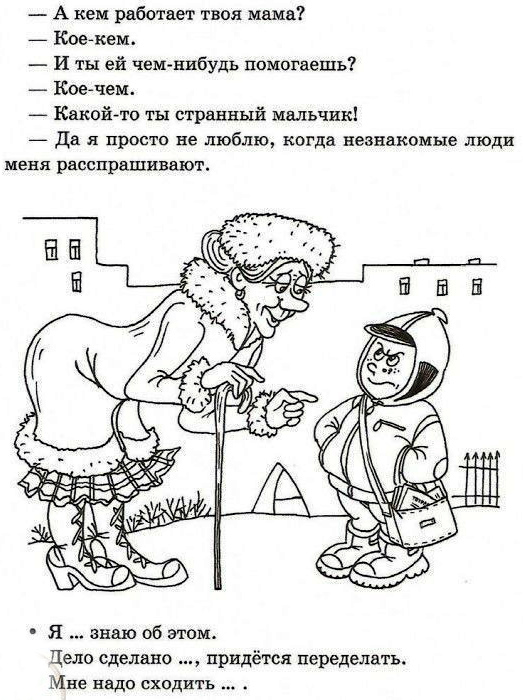 — А кем работает твоя мама?
— Кое-кем.
— И ты ей чем-нибудь помогаешь?
— Кое-чем.
— Какой-то ты странный мальчик!
— Да я просто не люблю, когда незнакомые люди
меня расспрашивают.
• Я ... знаю об этом.
Дело сделано ..., придётся переделать.
Мне надо сходить ... .